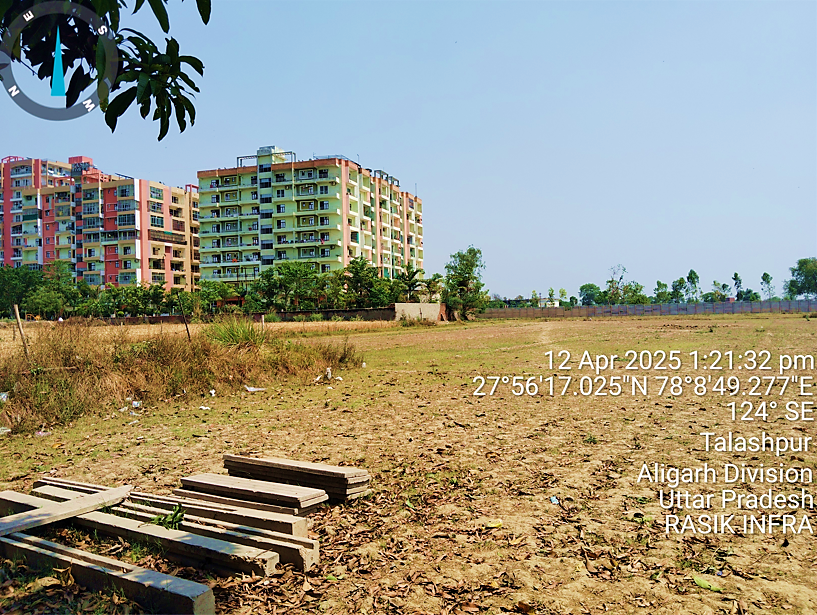 E
S
N
W
12 Apr 2025 1:21:32 pm
27°56'17.025"N 78°8'49.277"E
124° SE
Talashpur
Aligarh Division
Uttar Pradesh
RASIK.INFRA